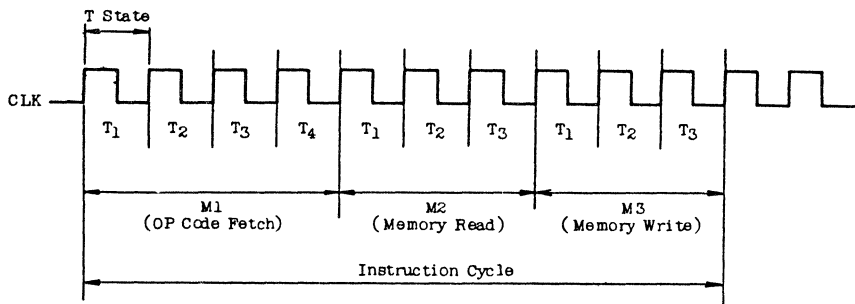 T State
CLK
T1 T2 T3 T4 T1 T2 T3 T1 T2 T3
M1 M2 M3
(OP Code Fetch) (Memory Read) (Memory Write)
Instruction Cycle